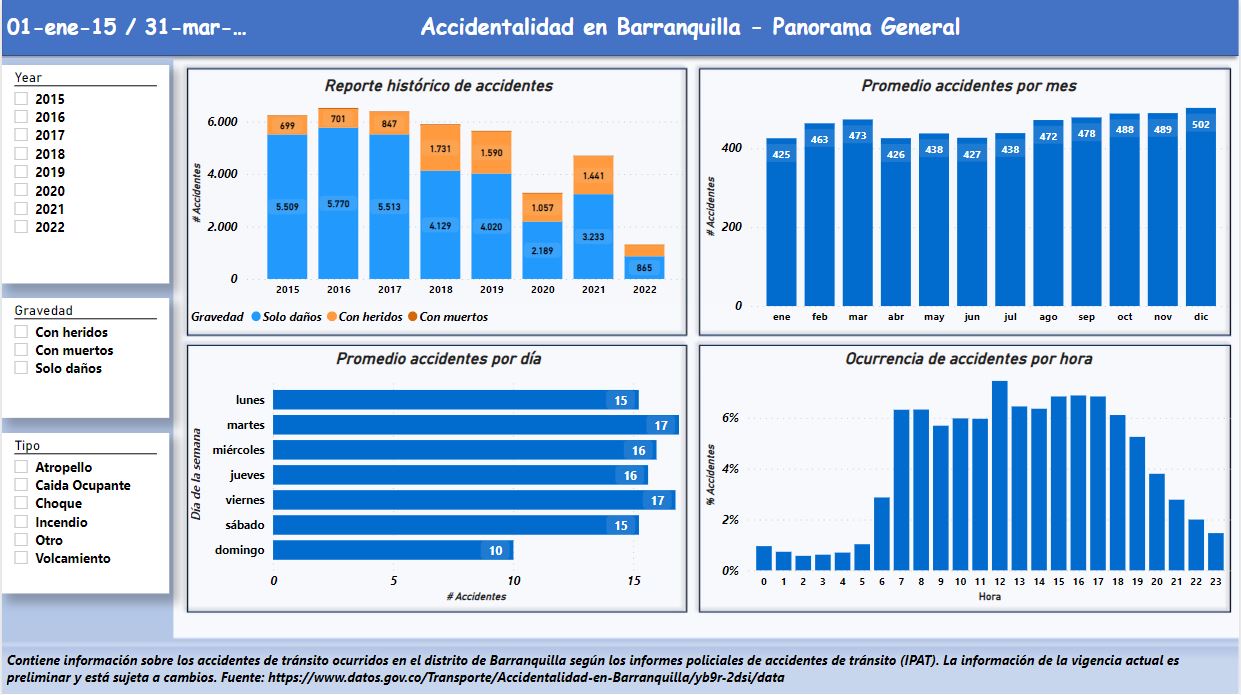 01-ene-15 / 31-mar-...
Accidentalidad en Barranquilla - Panorama General
Year
2015
2016
2017
2018
2019
2020
2021
2022
Gravedad
Con heridos
Con muertos
Solo daños
Tipo
Atropello
Caida Ocupante
Choque
Incendio
Otro
Volcamiento
Reporte histórico de accidentes
# Accidentes
6.000
4.000
2.000
0
699
701
847
1.731
1.590
1.057
1.441
5.509
5.770
5.513
4.129
4.020
2.189
3.233
865
2015 2016 2017 2018 2019 2020 2021 2022
Gravedad Solo daños Con heridos Con muertos
Promedio accidentes por mes
# Accidentes
400
200
0
425 463 473 426 438 427 438 472 478 488 489 502
ene feb mar abr may jun jul ago sep oct nov dic
Promedio accidentes por día
Día de la semana
lunes 15
martes 17
miércoles 16
jueves 16
viernes 17
sábado 15
domingo 10
0 5 10 15
# Accidentes
Ocurrencia de accidentes por hora
% Accidentes
6%
4%
2%
0%
0 1 2 3 4 5 6 7 8 9 10 11 12 13 14 15 16 17 18 19 20 21 22 23
Hora
Contiene información sobre los accidentes de tránsito ocurridos en el distrito de Barranquilla según los informes policiales de accidentes de tránsito (IPAT). La información de la vigencia actual es
preliminar y está sujeta a cambios. Fuente: https://www.datos.gov.co/Transporte/Accidentalidad-en-Barranquilla/yb9r-2dsi/data